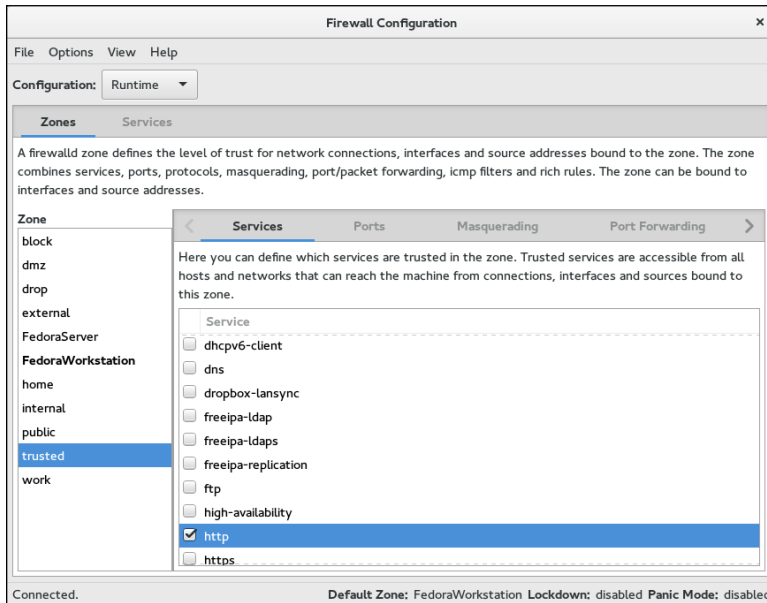 Firewall Configuration
File Options View Help
Configuration: Runtime
Zones Services
A firewalld zone defines the level of trust for network connections, interfaces and source addresses bound to the zone. The zone
combines services, ports, protocols, masquerading, port/packet forwarding, icmp filters and rich rules. The zone can be bound to
interfaces and source addresses.
Zone
block
dmz
drop
external
FedoraServer
FedoraWorkstation
home
internal
public
trusted
work
Services Ports Masquerading Port Forwarding
Here you can define which services are trusted in the zone. Trusted services are accessible from all
hosts and networks that can reach the machine from connections, interfaces and sources bound to
this zone.
Service
dhcpv6-client
dns
dropbox-lansync
freeipa-ldap
freeipa-ldaps
freeipa-replication
ftp
high-availability
http
https
Connected.
Default Zone: FedoraWorkstation Lockdown: disabled Panic Mode: disabled